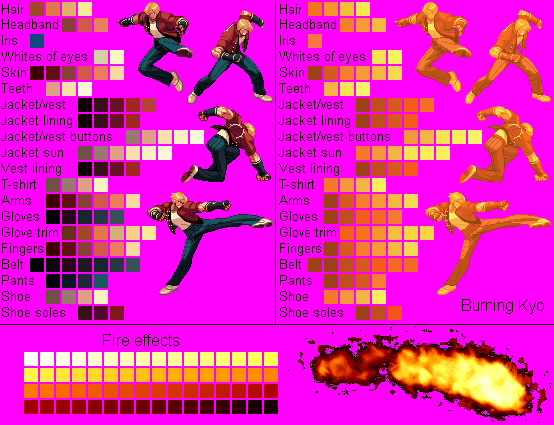 Hair
Headband
Iris
Whites of eyes
Skin
Teeth
Jacket/vest
Jacket lining
Jacket/vest buttons
Jacket sun
Vest lining
T-shirt
Arms
Gloves
Glove trim
Fingers
Belt
Pants
Shoe
Shoe soles
Hair
Headband
Iris
Whites of eyes
Skin
Teeth
Jacket/vest
Jacket lining
Jacket/vest buttons
Jacket sun
Vest lining
T-shirt
Arms
Gloves
Glove trim
Fingers
Belt
Pants
Shoe
Shoe soles
Burning Kyo
Fire effects